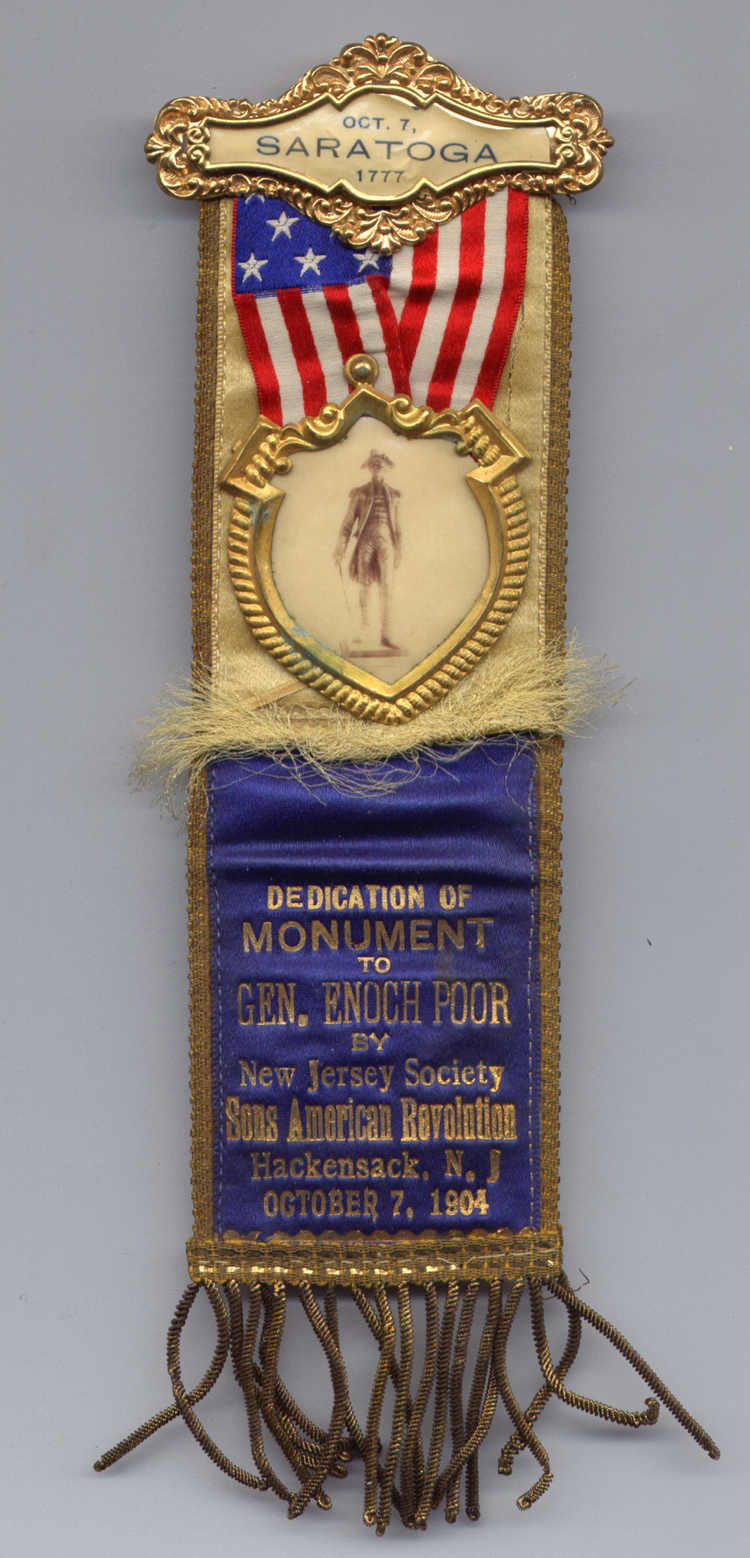 OCT. 7,
SARATOGA
1777
DEDICATION OF
MONUMENT
TO
GEN. ENOCH POOR
BY
New Jersey Society
Sons American Revolution
Hackensack, N. J
OCTOBER 7, 1904